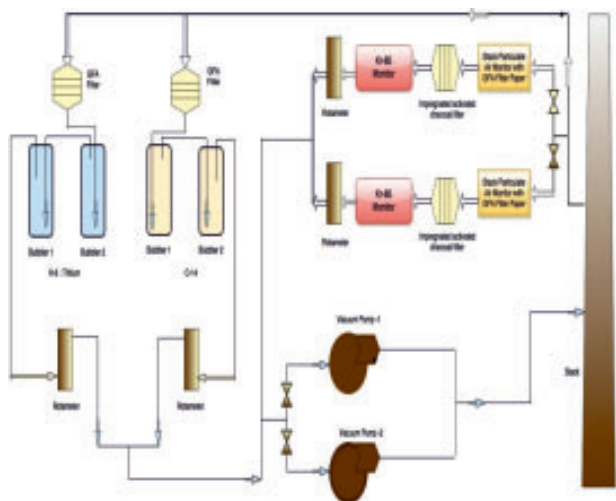 GFA
Filter
GFA
Filter
Bubbler 1
Bubbler 2
H-3 : Tritium
Bubbler 1
Bubbler 2
C-14
Rotameter
Rotameter
Rotameter
Kr-85
Monitor
Impregnated activated
charcoal filter
Stack Particulate
Air Monitor with
GFA Filter Paper
Rotameter
Kr-85
Monitor
Impregnated activated
charcoal filter
Stack Particulate
Air Monitor with
GFA Filter Paper
Vacuum Pump -1
Vacuum Pump -2
Stack